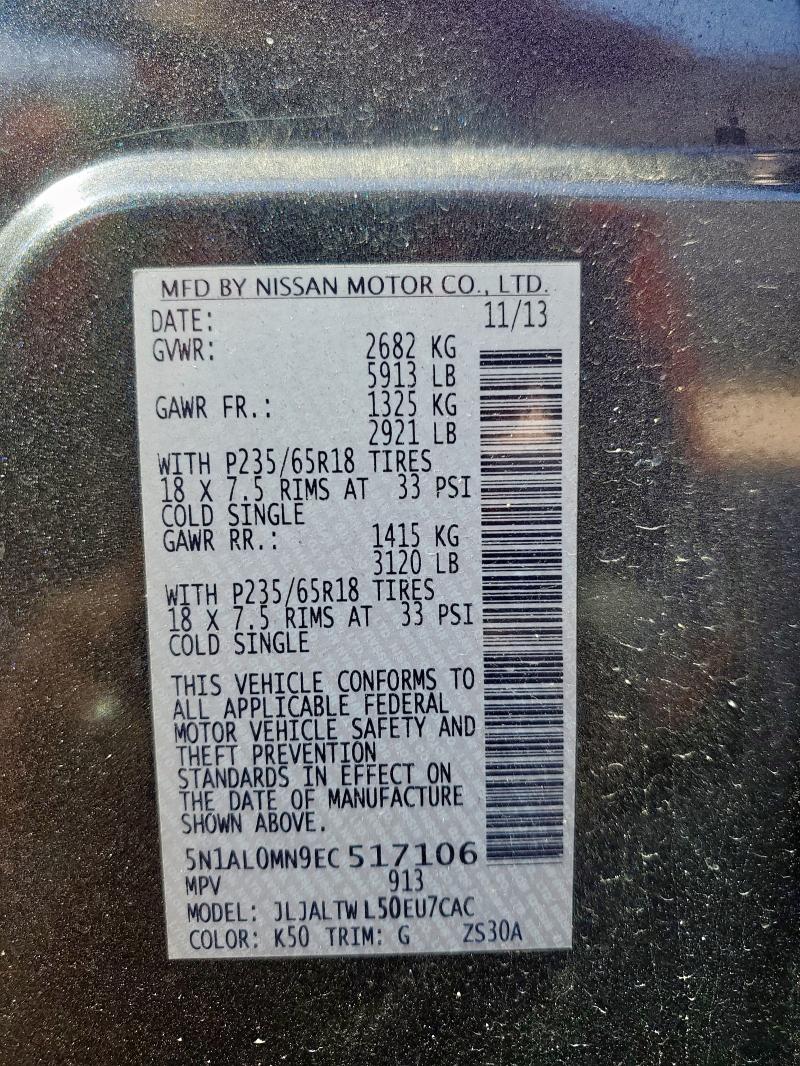 MFD BY NISSAN MOTOR CO., LTD.
DATE: 11/13
GVWR: 2682 KG
5913 LB
GAWR FR.: 1325 KG
2921 LB
WITH P235/65R18 TIRES
18 X 7.5 RIMS AT 33 PSI
COLD SINGLE
GAWR RR.: 1415 KG
3120 LB
WITH P235/65R18 TIRES
18 X 7.5 RIMS AT 33 PSI
COLD SINGLE
THIS VEHICLE CONFORMS TO
ALL APPLICABLE FEDERAL
MOTOR VEHICLE SAFETY AND
THEFT PREVENTION
STANDARDS IN EFFECT ON
THE DATE OF MANUFACTURE
SHOWN ABOVE.
5N1AL0MN9EC 517106
MPV 913
MODEL: JLJALTWL50EU7CAC
COLOR: K50 TRIM: G ZS30A